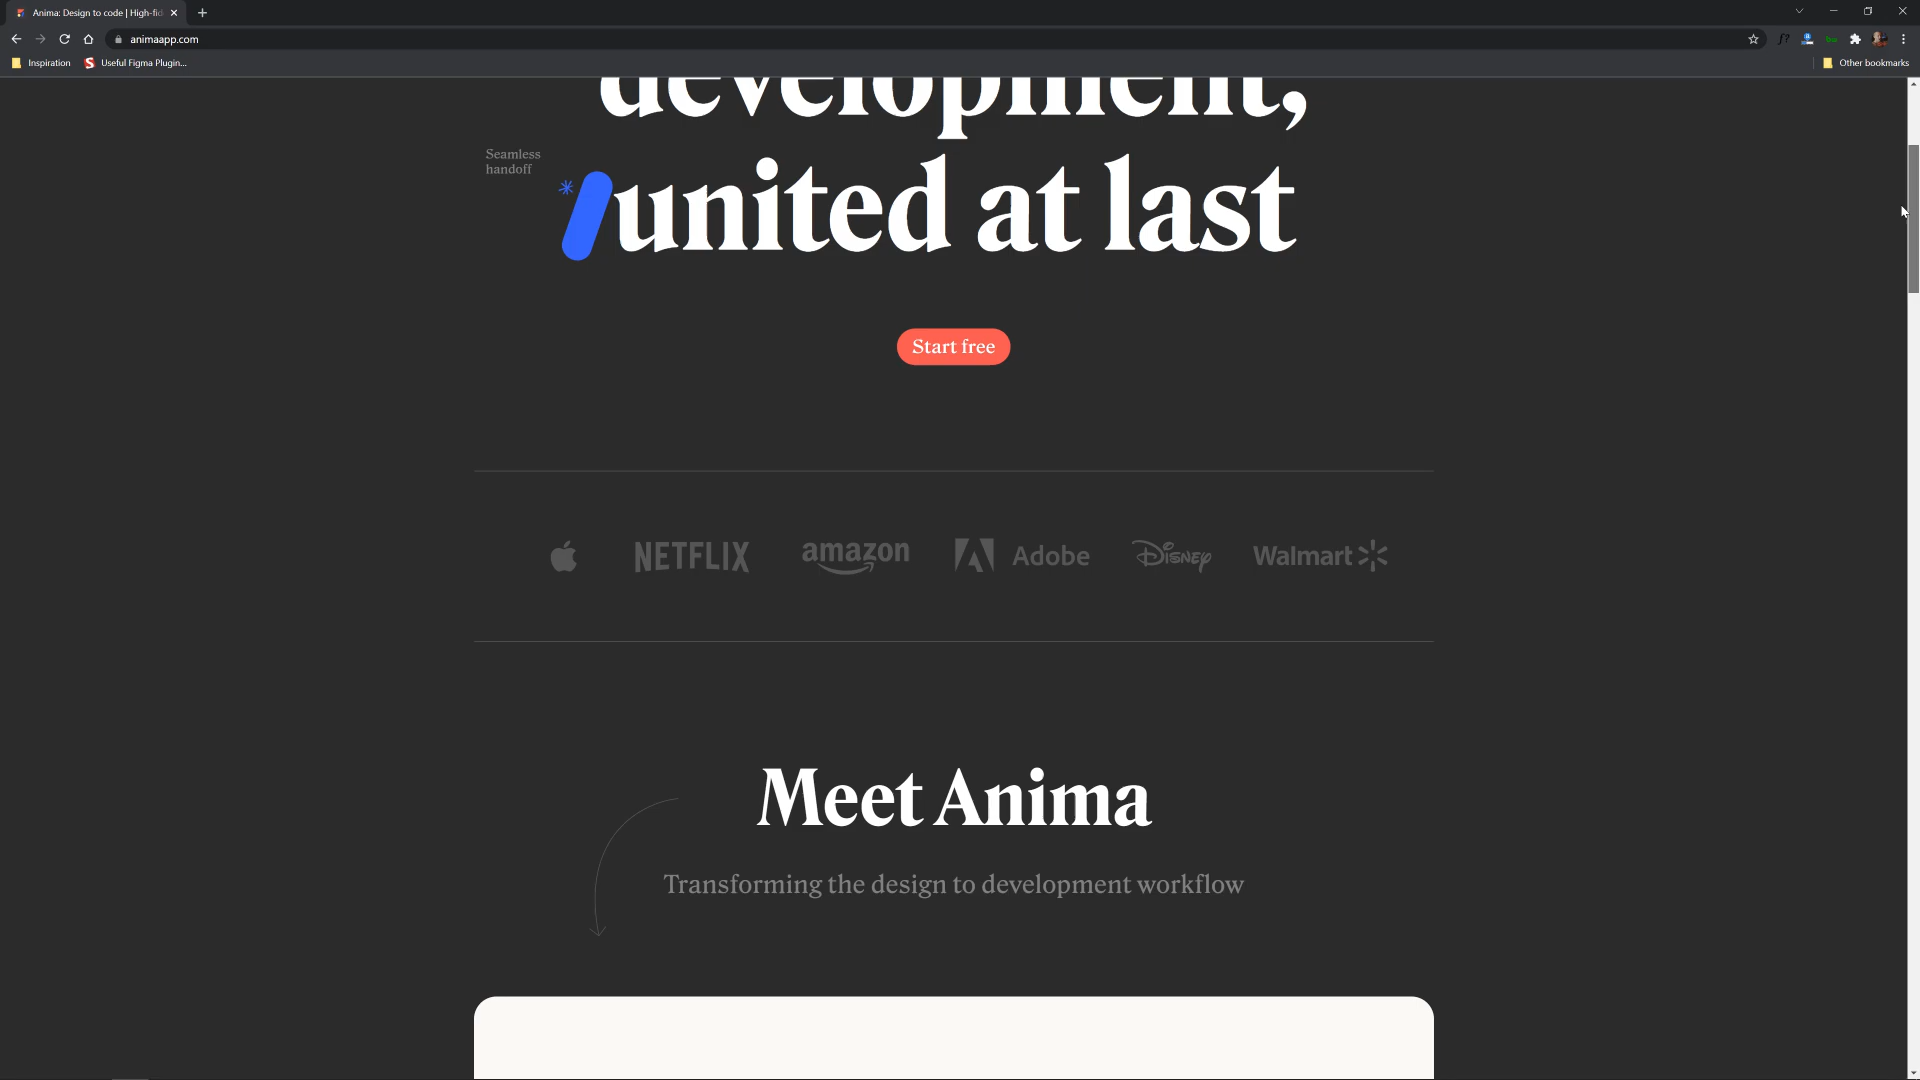 Anima: Design to code | High-fid
animaapp.com
Inspiration
Useful Figma Plugin...
Other bookmarks
development,
Seamless
handoff
united at last
Start free
NETFLIX
amazon
Adobe
Disney
Walmart
Meet Anima
Transforming the design to development workflow